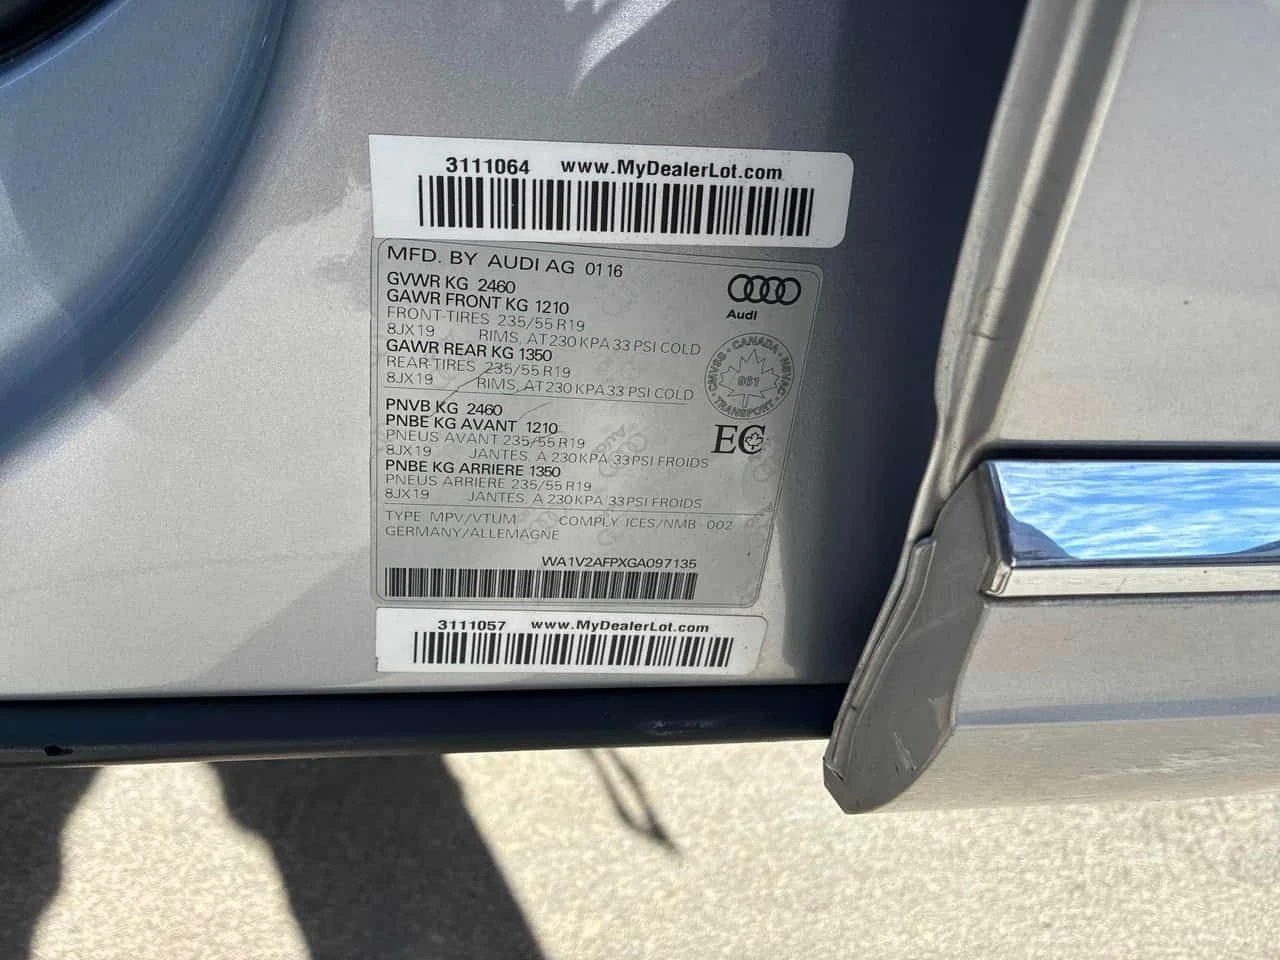 3111064 www.MyDealerLot.com
MFD. BY AUDI AG 01 16
GVWR KG 2460
GAWR FRONT KG 1210
FRONT-TIRES 235/55 R19
8JX19 RIMS, AT 230 KPA 33 PSI COLD
GAWR REAR KG 1350
REAR-TIRES 235/55 R19
8JX19 RIMS, AT 230 KPA 33 PSI COLD
Audi
CMVSS • CANADA • NSVAC
961
TRANSPORT
PNVB KG 2460
PNBE KG AVANT 1210
PNEUS AVANT 235/55 R19
8JX19 JANTES, A 230 KPA/33 PSI FROIDS
PNBE KG ARRIERE 1350
PNEUS ARRIERE 235/55 R19
8JX19 JANTES, A 230 KPA/33 PSI FROIDS
EC
TYPE MPV/VTUM COMPLY ICES/NMB 002
GERMANY/ALLEMAGNE
WA1V2AFPXGA097135
3111057 www.MyDealerLot.com